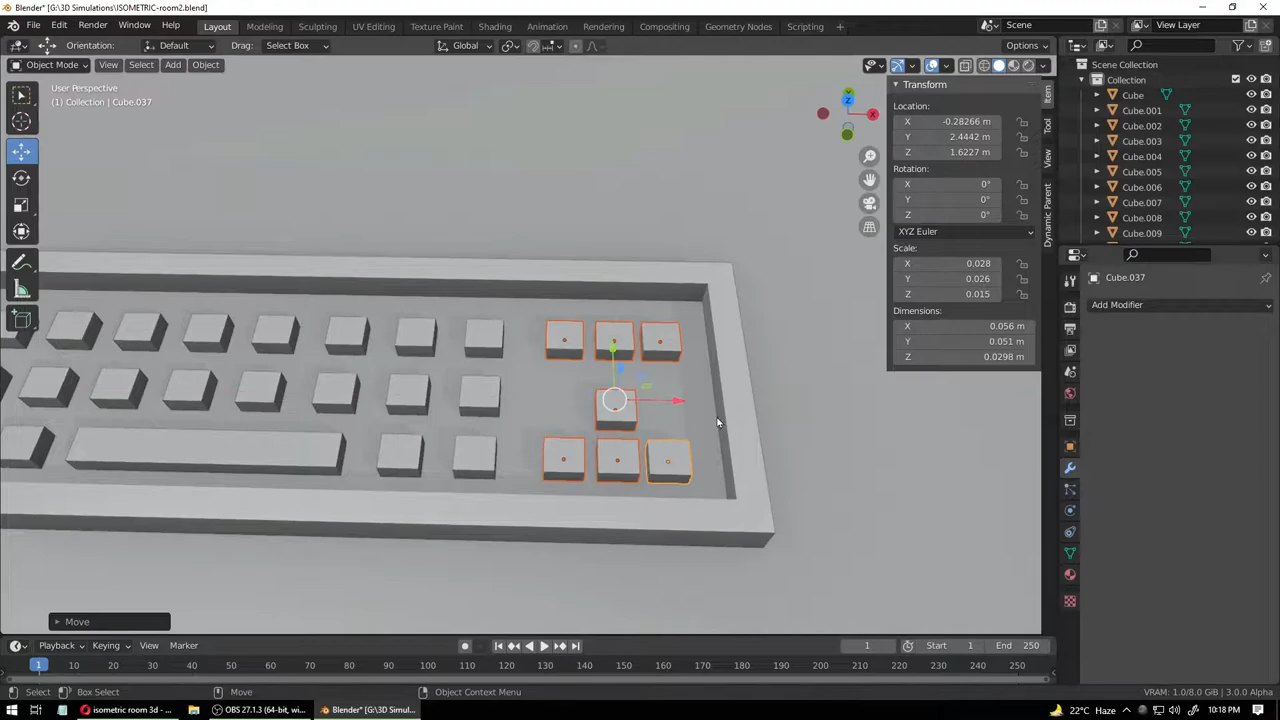 Blender* [G:\3D Simulations\ISOMETRIC-room2.blend]
File Edit Render Window Help Layout Modeling Sculpting UV Editing Texture Paint Shading Animation Rendering Compositing Geometry Nodes Scripting + Scene View Layer
Orientation: Default Drag: Select Box Global Options
Object Mode View Select Add Object
User Perspective
(1) Collection | Cube.037
Z
X
Transform
Location:
X -0.28266 m
Y 2.4442 m
Z 1.6227 m
Rotation:
X 0°
Y 0°
Z 0°
XYZ Euler
Scale:
X 0.028
Y 0.026
Z 0.015
Dimensions:
X 0.056 m
Y 0.051 m
Z 0.0298 m
Item
Tool
View
Dynamic Parent
Scene Collection
Collection
Cube
Cube.001
Cube.002
Cube.003
Cube.004
Cube.005
Cube.006
Cube.007
Cube.008
Cube.009
Cube.037
Add Modifier
Move
Playback Keying View Marker 1 Start 1 End 250
1 10 20 30 40 50 60 70 80 90 100 110 120 130 140 150 160 170 180 190 200 210 220 230 240 250
Select Box Select Move Object Context Menu VRAM: 1.0/8.0 GiB | 3.0.0 Alpha
isometric room 3d - ... OBS 27.1.3 (64-bit, wi... Blender* [G:\3D Simul... 22°C Haze 10:18 PM